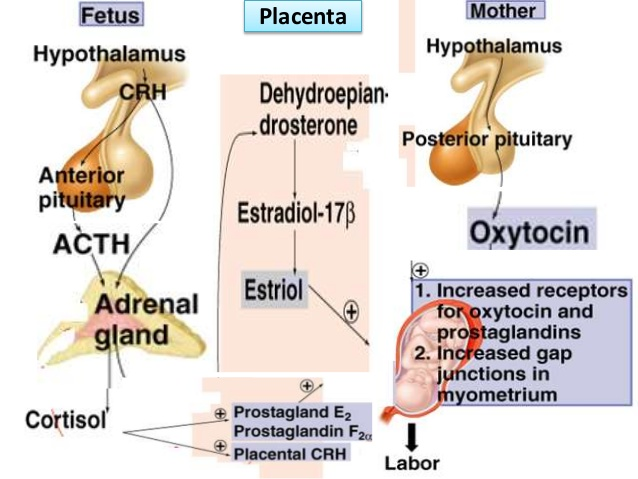 Fetus
Hypothalamus
CRH
Anterior
pituitary
ACTH
Adrenal
gland
Cortisol
Placenta
Dehydroepian-
drosterone
Estradiol-17β
Estriol
+
+
+ Prostagland E2
Prostaglandin F2α
+ Placental CRH
Mother
Hypothalamus
Posterior pituitary
Oxytocin
+
1. Increased receptors
for oxytocin and
prostaglandins
2. Increased gap
junctions in
myometrium
Labor